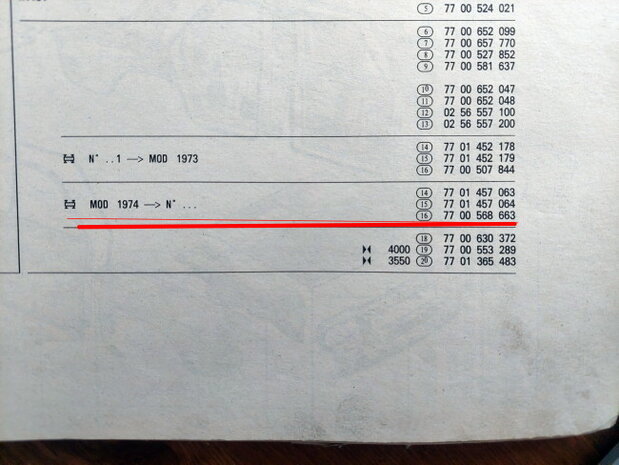 5 77 00 524 021
6 77 00 652 099
7 77 00 657 770
8 77 00 527 852
9 77 00 581 637
10 77 00 652 047
11 77 00 652 048
12 02 56 557 100
13 02 56 557 200
14 77 01 452 178
N° ..1 —> MOD 1973 15 77 01 452 179
16 77 00 507 844
14 77 01 457 063
MOD 1974 —> N° ... 15 77 01 457 064
16 77 00 568 663
18 77 00 630 372
4000 19 77 00 553 289
3550 20 77 01 365 483